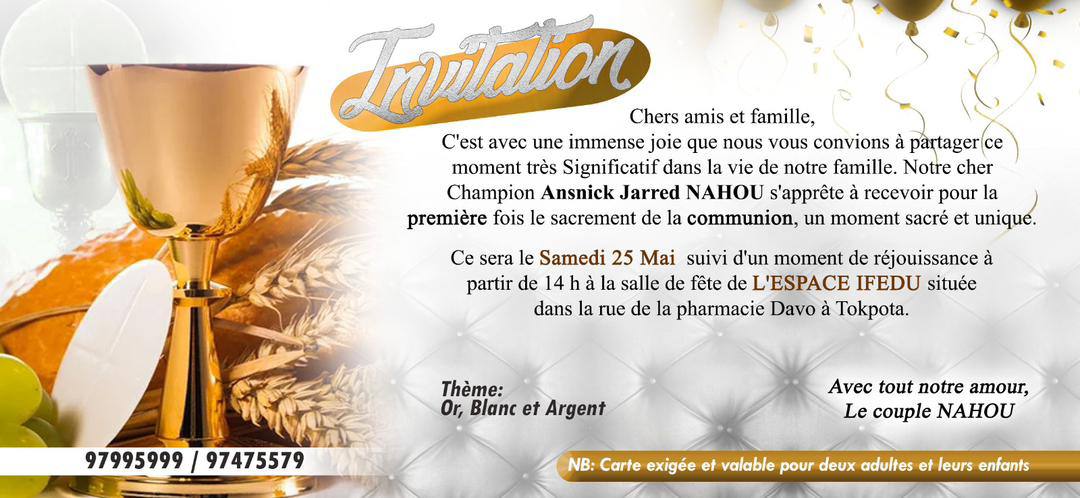 Invitation
Chers amis et famille,
C'est avec une immense joie que nous vous convions à partager ce
moment très Significatif dans la vie de notre famille. Notre cher
Champion Ansnick Jarred NAHOU s'apprête à recevoir pour la
première fois le sacrement de la communion, un moment sacré et unique.
Ce sera le Samedi 25 Mai suivi d'un moment de réjouissance à
partir de 14 h à la salle de fête de L'ESPACE IFEDU située
dans la rue de la pharmacie Davo à Tokpota.
Thème:
Or, Blanc et Argent
Avec tout notre amour,
Le couple NAHOU
97995999 / 97475579
NB: Carte exigée et valable pour deux adultes et leurs enfants